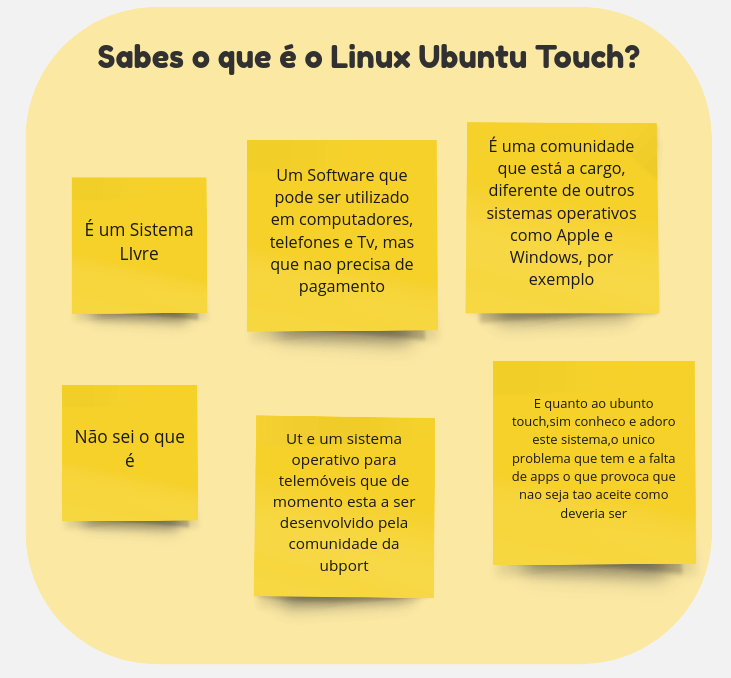 Sabes o que é o Linux Ubuntu Touch?
É um Sistema
LIvre
Um Software que
pode ser utilizado
em computadores,
telefones e Tv, mas
que nao precisa de
pagamento
É uma comunidade
que está a cargo,
diferente de outros
sistemas operativos
como Apple e
Windows, por
exemplo
Não sei o que
é
Ut e um sistema
operativo para
telemóveis que de
momento esta a ser
desenvolvido pela
comunidade da
ubport
E quanto ao ubunto
touch,sim conheco e adoro
este sistema,o unico
problema que tem e a falta
de apps o que provoca que
nao seja tao aceite como
deveria ser